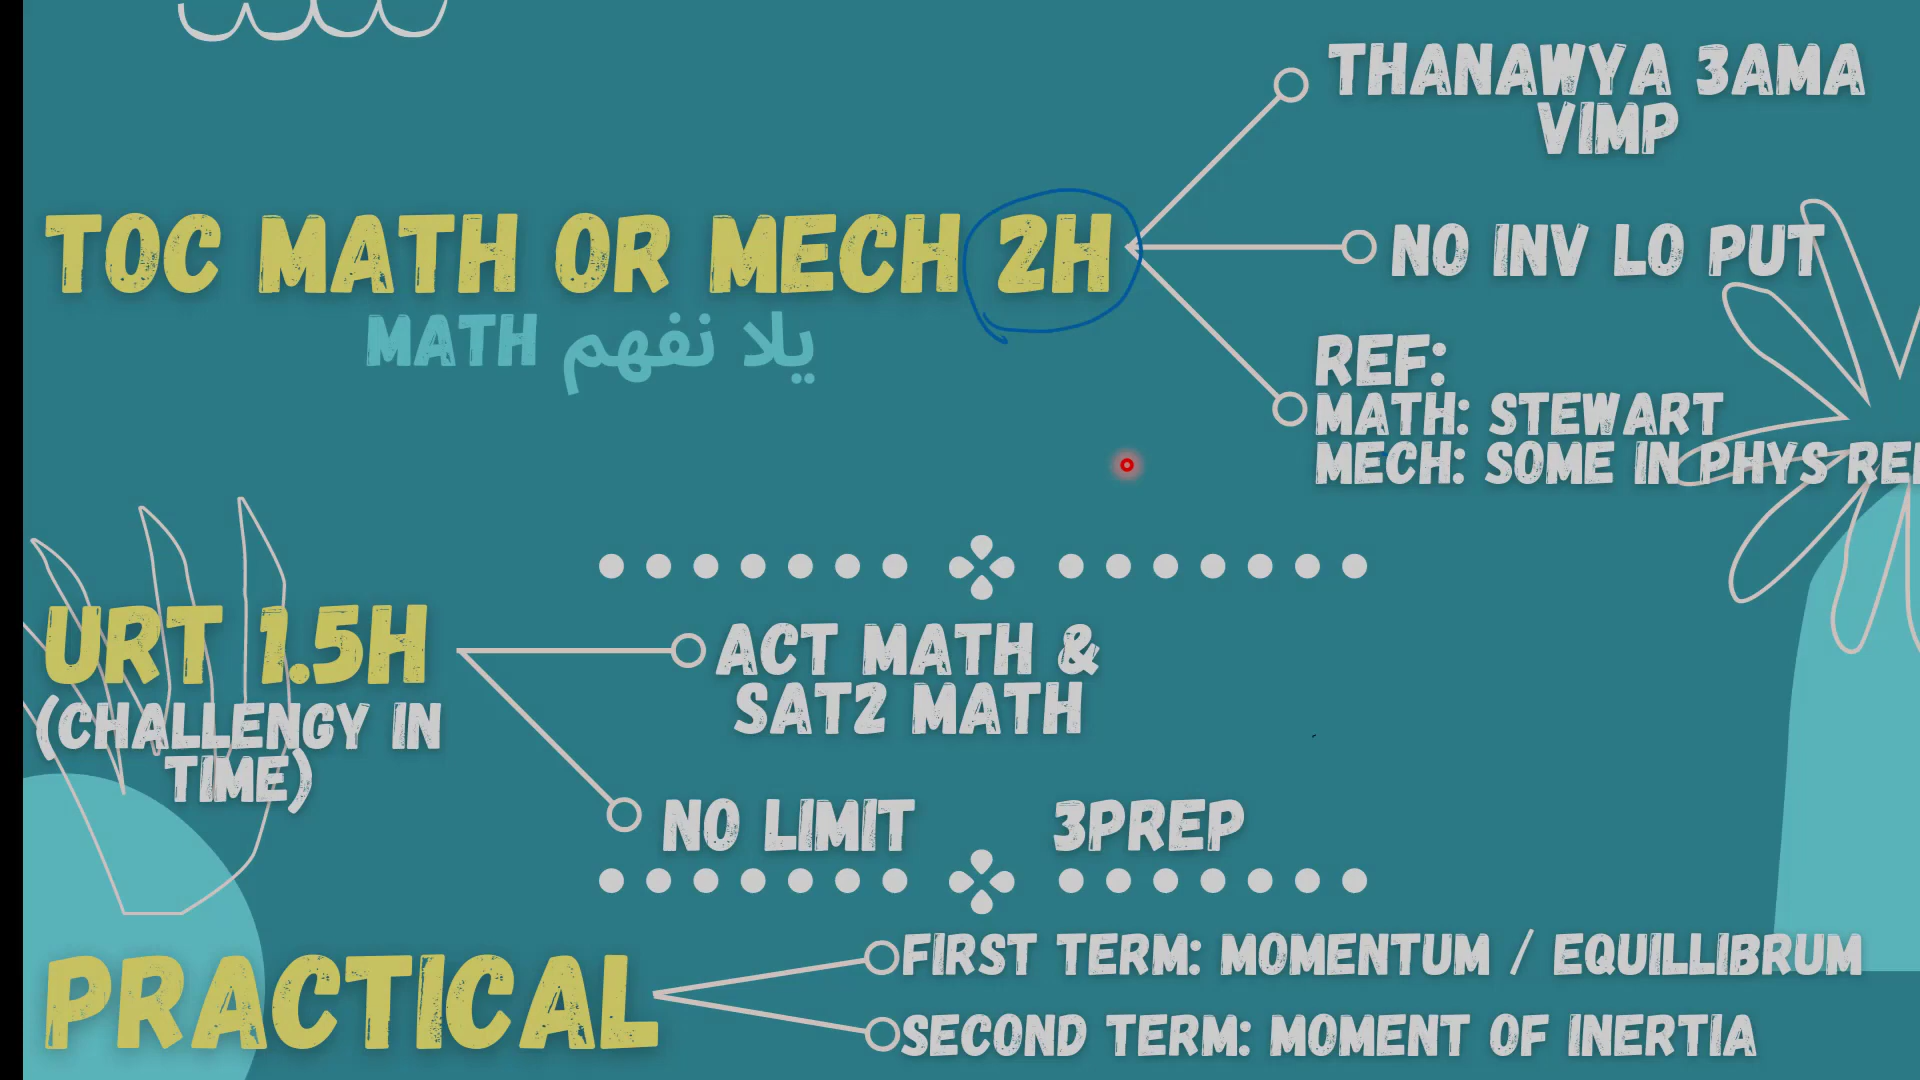 THANAWYA 3AMA
VIMP
TOC MATH OR MECH 2H
NO INV LO PUT
MATH يلا نفهم
REF:
MATH: STEWART
MECH: SOME IN PHYS REF
URT 1.5H
(CHALLENGY IN
TIME)
ACT MATH &
SAT2 MATH
NO LIMIT 3PREP
PRACTICAL
FIRST TERM: MOMENTUM / EQUILLIBRUM
SECOND TERM: MOMENT OF INERTIA